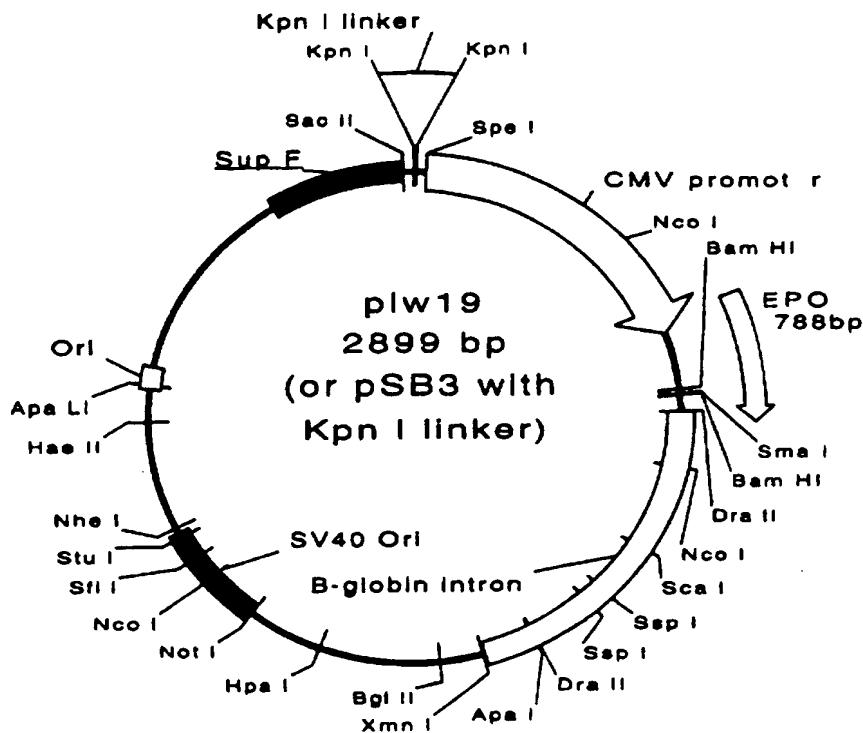 Kpn I linker
Kpn I
Kpn I
Sac II
Spe I
Sup F
CMV promot r
Nco I
Bam HI
EPO
788bp
plw19
2899 bp
(or pSB3 with
Kpn I linker)
Ori
Apa LI
Hae II
Sma I
Bam HI
Dra II
Nhe I
Stu I
Sfi I
Nco I
Not I
SV40 Ori
B-globin intron
Nco I
Sca I
Ssp I
Ssp I
Hpa I
Bgl II
Xmn I
Apa I
Dra II